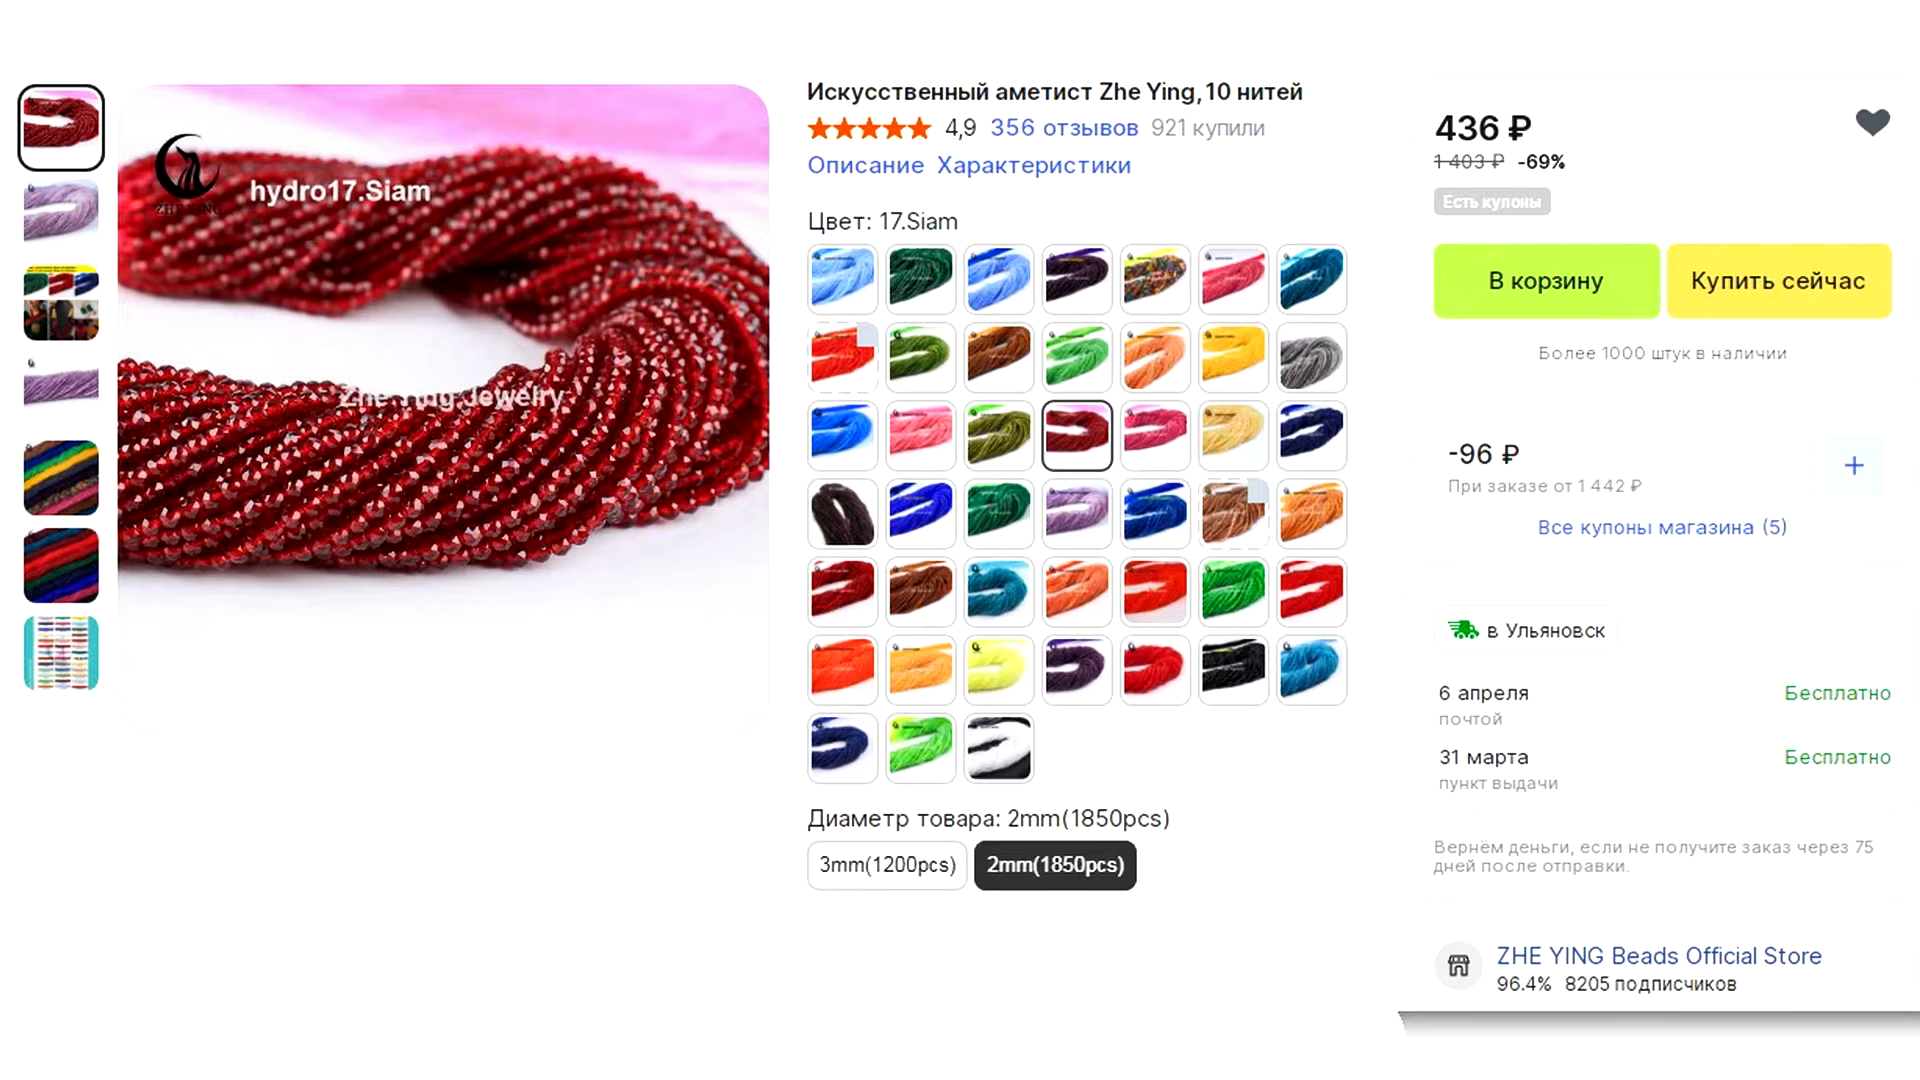 ZHE YING
hydro17.Siam
Zhe Ying Jewelry
Искусственный аметист Zhe Ying, 10 нитей
4,9 356 отзывов 921 купили
Описание Характеристики
Цвет: 17.Siam
Диаметр товара: 2mm(1850pcs)
3mm(1200pcs) 2mm(1850pcs)
436 ₽
1 403 ₽ -69%
Есть купоны
В корзину Купить сейчас
Более 1000 штук в наличии
-96 ₽
При заказе от 1 442 ₽
Все купоны магазина (5)
в Ульяновск
6 апреля Бесплатно
почтой
31 марта Бесплатно
пункт выдачи
Вернём деньги, если не получите заказ через 75
дней после отправки.
ZHE YING Beads Official Store
96.4% 8205 подписчиков